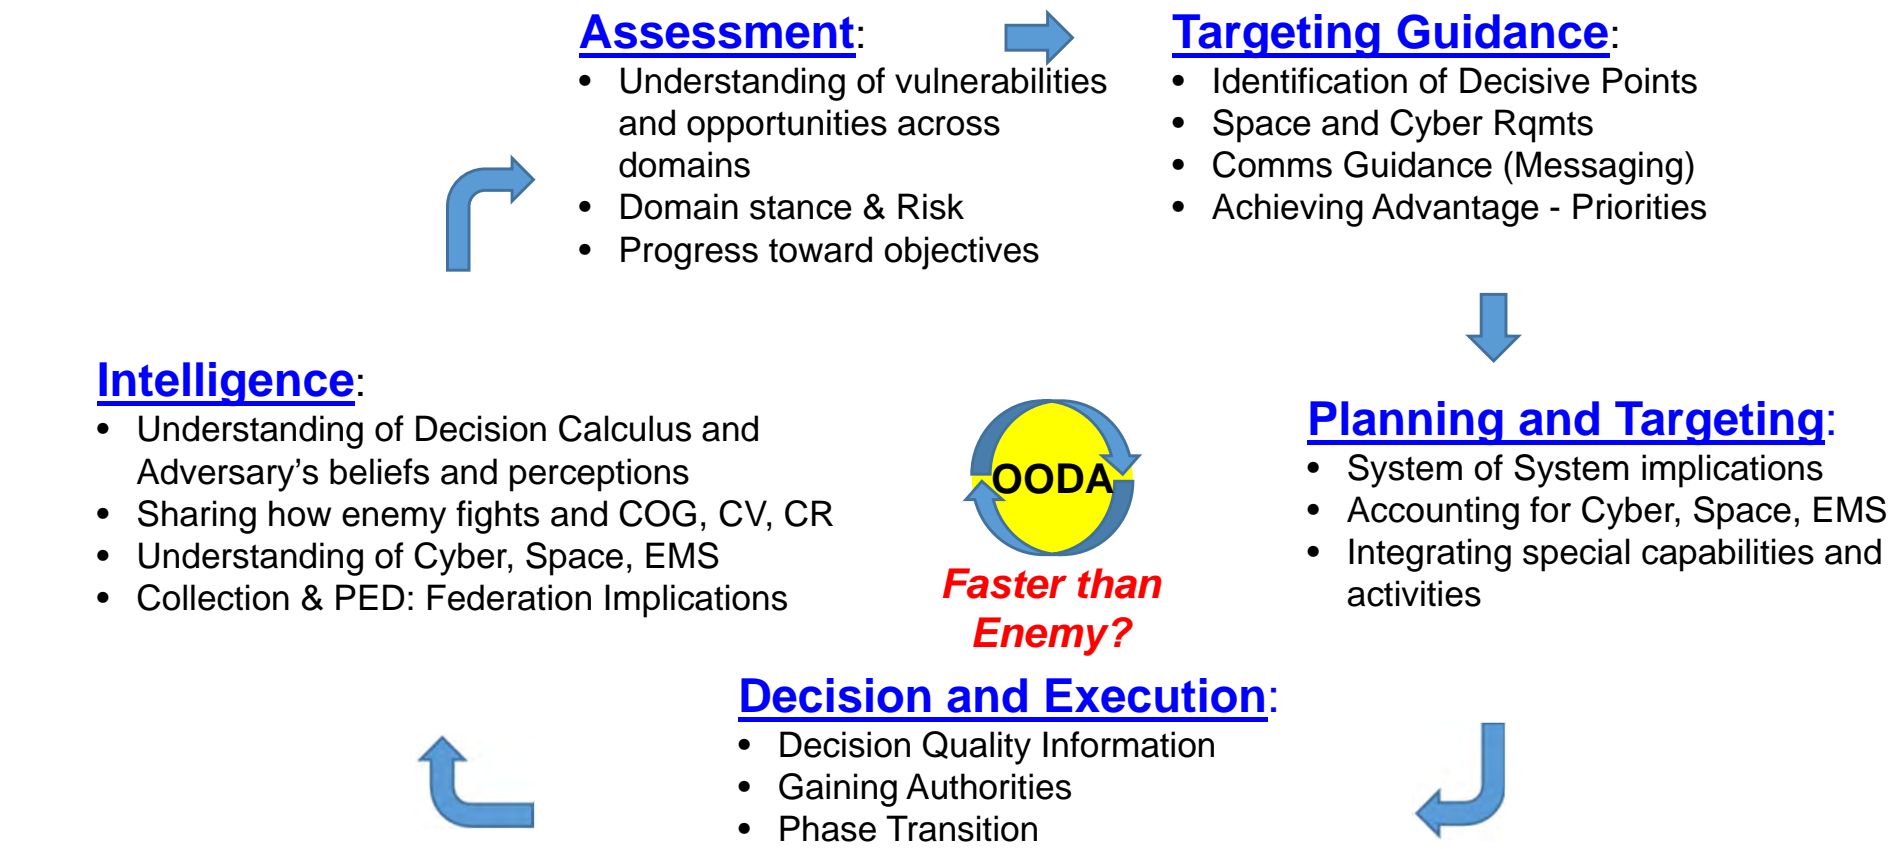 Assessment:
• Understanding of vulnerabilities
and opportunities across
domains
• Domain stance & Risk
• Progress toward objectives
Targeting Guidance:
• Identification of Decisive Points
• Space and Cyber Rqmts
• Comms Guidance (Messaging)
• Achieving Advantage - Priorities
Intelligence:
• Understanding of Decision Calculus and
Adversary’s beliefs and perceptions
• Sharing how enemy fights and COG, CV, CR
• Understanding of Cyber, Space, EMS
• Collection & PED: Federation Implications
OODA
Faster than
Enemy?
Planning and Targeting:
• System of System implications
• Accounting for Cyber, Space, EMS
• Integrating special capabilities and
activities
Decision and Execution:
• Decision Quality Information
• Gaining Authorities
• Phase Transition